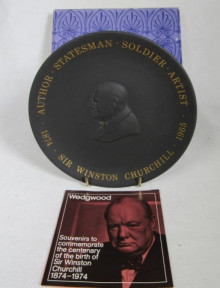 · AUTHOR · STATESMAN · SOLDIER · ARTIST
1874 · SIR WINSTON CHURCHILL · 1965
Wedgwood
Souvenirs to
commemorate
the centenary
of the birth of
Sir Winston
Churchill
1874-1974